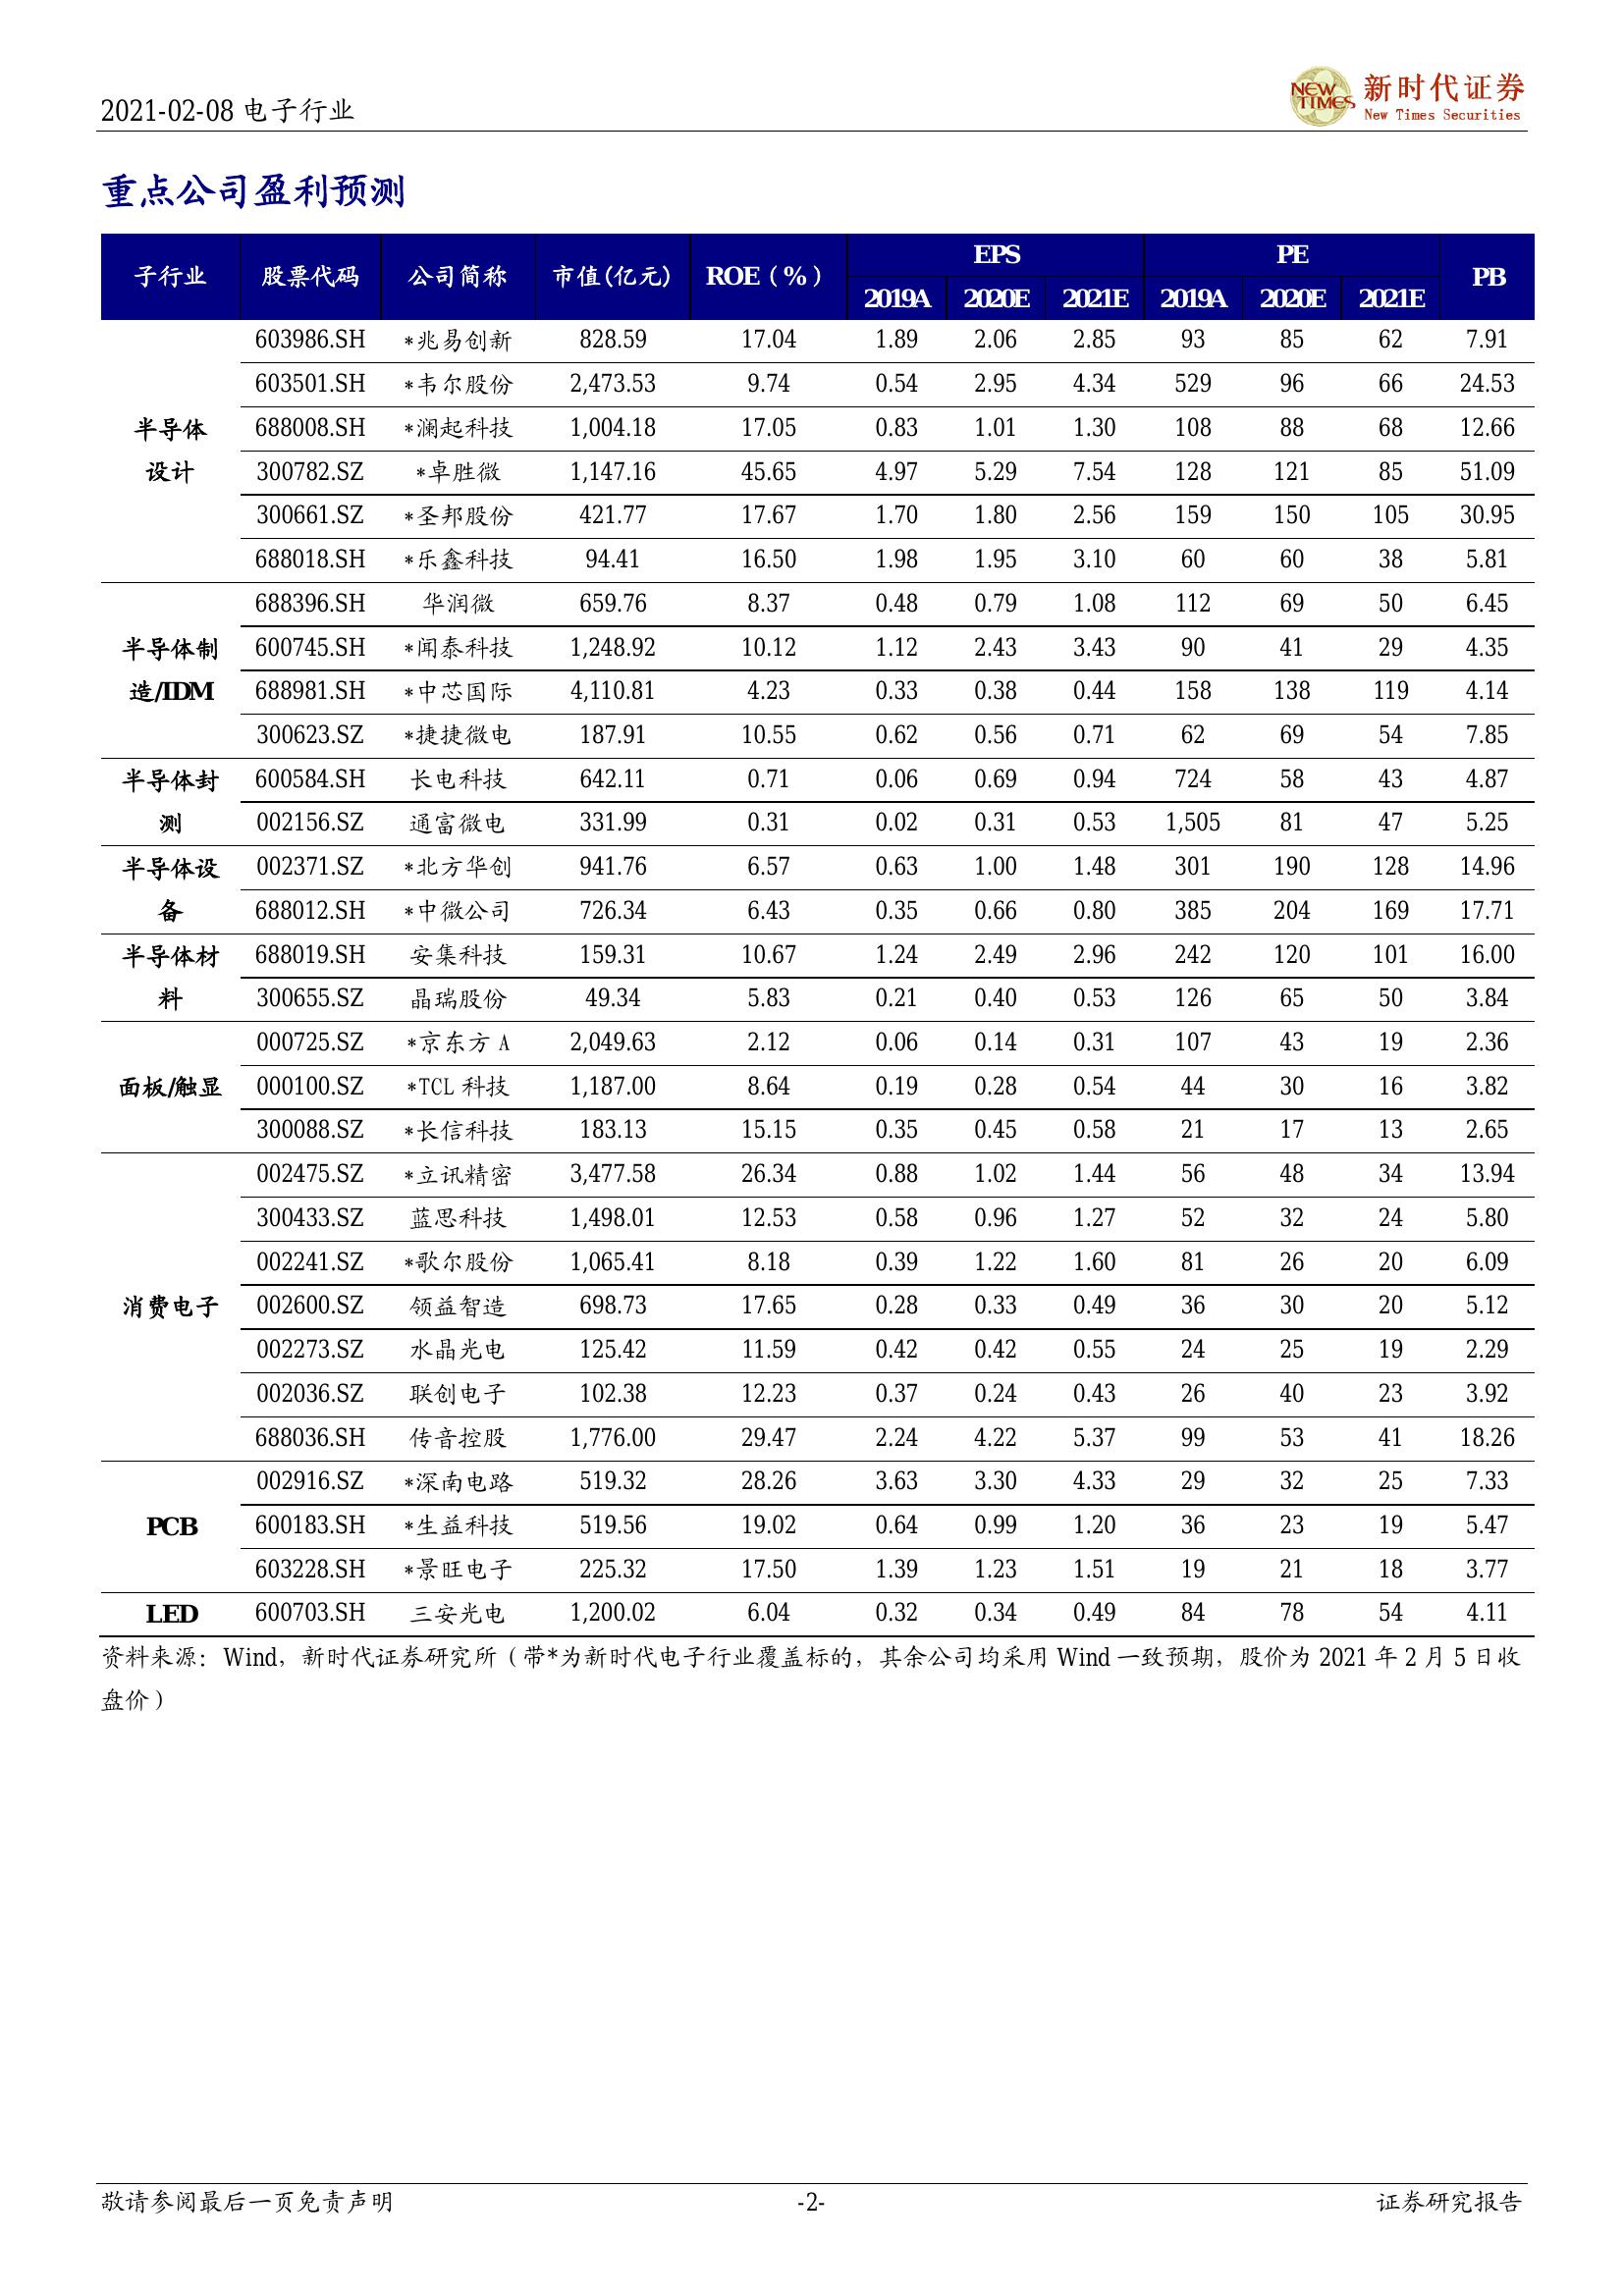 2021-02-08 电子行业
NEW TIMES 新时代证券
New Times Securities
重点公司盈利预测
子行业 股票代码 公司简称 市值(亿元) ROE（%） EPS PE PB
2019A 2020E 2021E 2019A 2020E 2021E
半导体设计
603986.SH *兆易创新 828.59 17.04 1.89 2.06 2.85 93 85 62 7.91
603501.SH *韦尔股份 2,473.53 9.74 0.54 2.95 4.34 529 96 66 24.53
688008.SH *澜起科技 1,004.18 17.05 0.83 1.01 1.30 108 88 68 12.66
300782.SZ *卓胜微 1,147.16 45.65 4.97 5.29 7.54 128 121 85 51.09
300661.SZ *圣邦股份 421.77 17.67 1.70 1.80 2.56 159 150 105 30.95
688018.SH *乐鑫科技 94.41 16.50 1.98 1.95 3.10 60 60 38 5.81
半导体制造/IDM
688396.SH 华润微 659.76 8.37 0.48 0.79 1.08 112 69 50 6.45
600745.SH *闻泰科技 1,248.92 10.12 1.12 2.43 3.43 90 41 29 4.35
688981.SH *中芯国际 4,110.81 4.23 0.33 0.38 0.44 158 138 119 4.14
300623.SZ *捷捷微电 187.91 10.55 0.62 0.56 0.71 62 69 54 7.85
半导体封测
600584.SH 长电科技 642.11 0.71 0.06 0.69 0.94 724 58 43 4.87
002156.SZ 通富微电 331.99 0.31 0.02 0.31 0.53 1,505 81 47 5.25
半导体设备
002371.SZ *北方华创 941.76 6.57 0.63 1.00 1.48 301 190 128 14.96
688012.SH *中微公司 726.34 6.43 0.35 0.66 0.80 385 204 169 17.71
半导体材料
688019.SH 安集科技 159.31 10.67 1.24 2.49 2.96 242 120 101 16.00
300655.SZ 晶瑞股份 49.34 5.83 0.21 0.40 0.53 126 65 50 3.84
面板/触显
000725.SZ *京东方 A 2,049.63 2.12 0.06 0.14 0.31 107 43 19 2.36
000100.SZ *TCL 科技 1,187.00 8.64 0.19 0.28 0.54 44 30 16 3.82
300088.SZ *长信科技 183.13 15.15 0.35 0.45 0.58 21 17 13 2.65
消费电子
002475.SZ *立讯精密 3,477.58 26.34 0.88 1.02 1.44 56 48 34 13.94
300433.SZ 蓝思科技 1,498.01 12.53 0.58 0.96 1.27 52 32 24 5.80
002241.SZ *歌尔股份 1,065.41 8.18 0.39 1.22 1.60 81 26 20 6.09
002600.SZ 领益智造 698.73 17.65 0.28 0.33 0.49 36 30 20 5.12
002273.SZ 水晶光电 125.42 11.59 0.42 0.42 0.55 24 25 19 2.29
002036.SZ 联创电子 102.38 12.23 0.37 0.24 0.43 26 40 23 3.92
688036.SH 传音控股 1,776.00 29.47 2.24 4.22 5.37 99 53 41 18.26
PCB
002916.SZ *深南电路 519.32 28.26 3.63 3.30 4.33 29 32 25 7.33
600183.SH *生益科技 519.56 19.02 0.64 0.99 1.20 36 23 19 5.47
603228.SH *景旺电子 225.32 17.50 1.39 1.23 1.51 19 21 18 3.77
LED 600703.SH 三安光电 1,200.02 6.04 0.32 0.34 0.49 84 78 54 4.11
资料来源：Wind，新时代证券研究所（带*为新时代电子行业覆盖标的，其余公司均采用 Wind 一致预期，股价为 2021 年 2 月 5 日收
盘价）
敬请参阅最后一页免责声明 -2- 证券研究报告